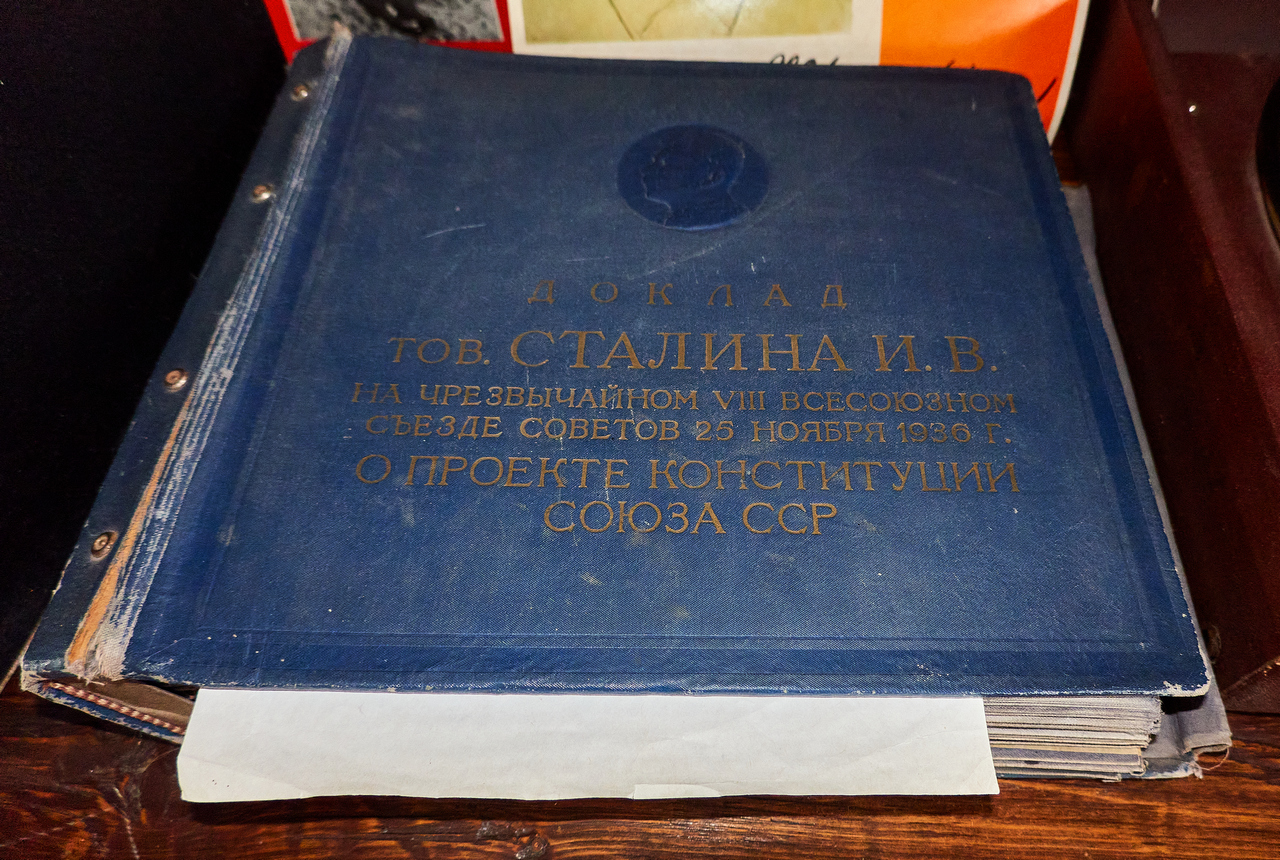 ДОКЛАД
ТОВ. СТАЛИНА И. В.
НА ЧРЕЗВЫЧАЙНОМ VIII ВСЕСОЮЗНОМ
СЪЕЗДЕ СОВЕТОВ 25 НОЯБРЯ 1936 Г.
О ПРОЕКТЕ КОНСТИТУЦИИ
СОЮЗА ССР